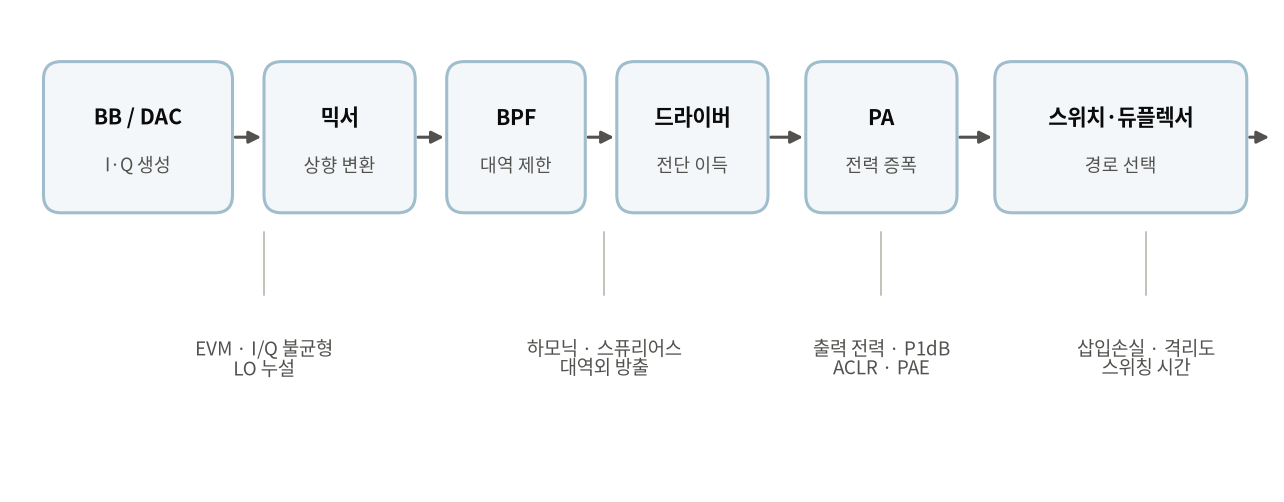 BB / DAC
I·Q 생성
믹서
상향 변환
BPF
대역 제한
드라이버
전단 이득
PA
전력 증폭
스위치·듀플렉서
경로 선택
EVM · I/Q 불균형
LO 누설
하모닉 · 스퓨리어스
대역외 방출
출력 전력 · P1dB
ACLR · PAE
삽입손실 · 격리도
스위칭 시간